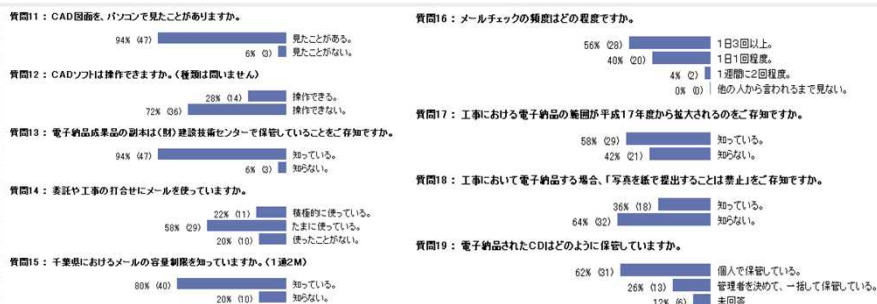 質問11：CAD図面を、パソコンで見たことがありますか。
94% (47) 見たことがある。
6% (3) 見たことがない。
質問12：CADソフトは操作できますか。（種類は問いません）
28% (14) 操作できる。
72% (36) 操作できない。
質問13：電子納品成果品の副本は(財)建設技術センターで保管していることをご存知ですか。
94% (47) 知っている。
6% (3) 知らない。
質問14：委託や工事の打合せにメールを使っていますか。
22% (11) 積極的に使っている。
58% (29) たまに使っている。
20% (10) 使ったことがない。
質問15：千葉県におけるメールの容量制限を知っていますか。（1通2M）
80% (40) 知っている。
20% (10) 知らない。
質問16：メールチェックの頻度はどの程度ですか。
56% (28) 1日3回以上。
40% (20) 1日1回程度。
4% (2) 1週間に2回程度。
0% (0) 他の人から言われるまで見ない。
質問17：工事における電子納品の範囲が平成17年度から拡大されるのをご存知ですか。
58% (29) 知っている。
42% (21) 知らない。
質問18：工事において電子納品する場合、「写真を紙で提出することは禁止」をご存知ですか。
36% (18) 知っている。
64% (32) 知らない。
質問19：電子納品されたCDはどのように保管していますか。
62% (31) 個人で保管している。
26% (13) 管理者を決めて、一括して保管している。
12% (6) 未回答